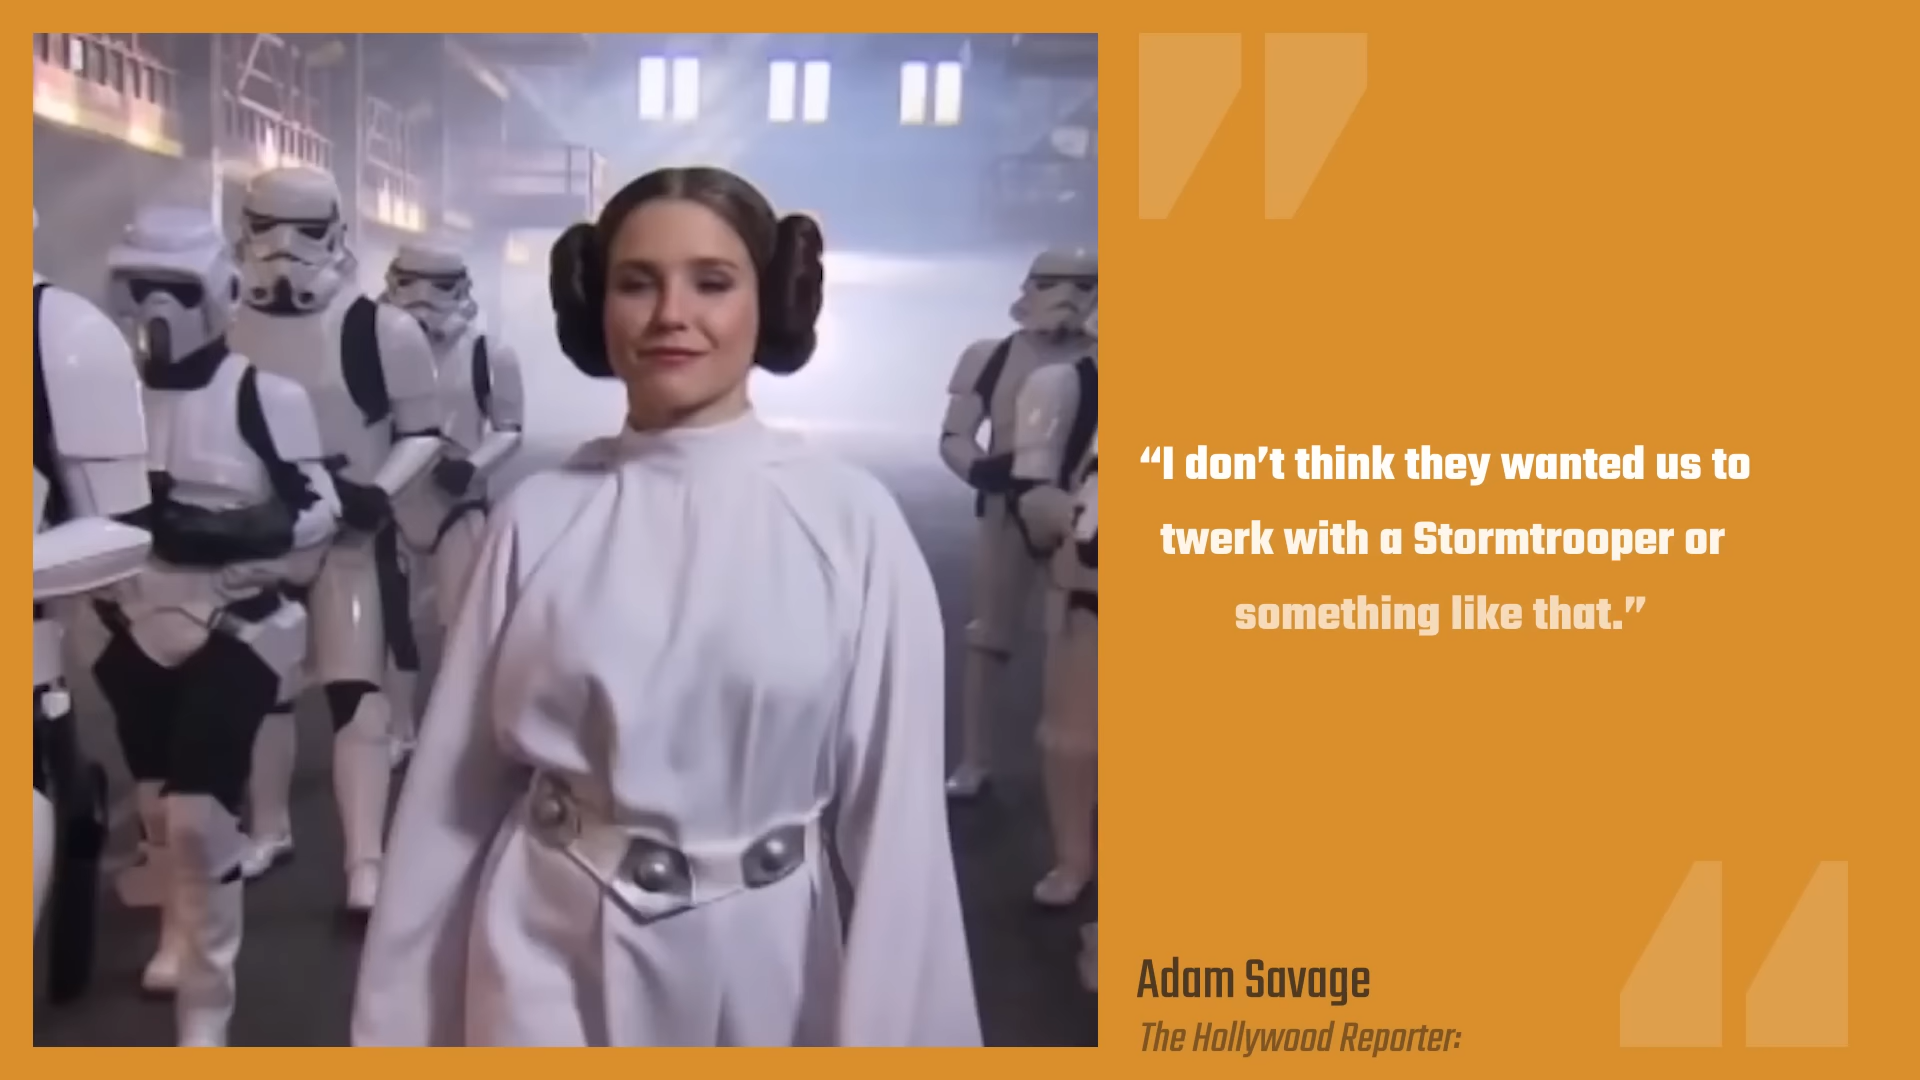 “I don’t think they wanted us to
twerk with a Stormtrooper or
something like that.”
Adam Savage
The Hollywood Reporter: